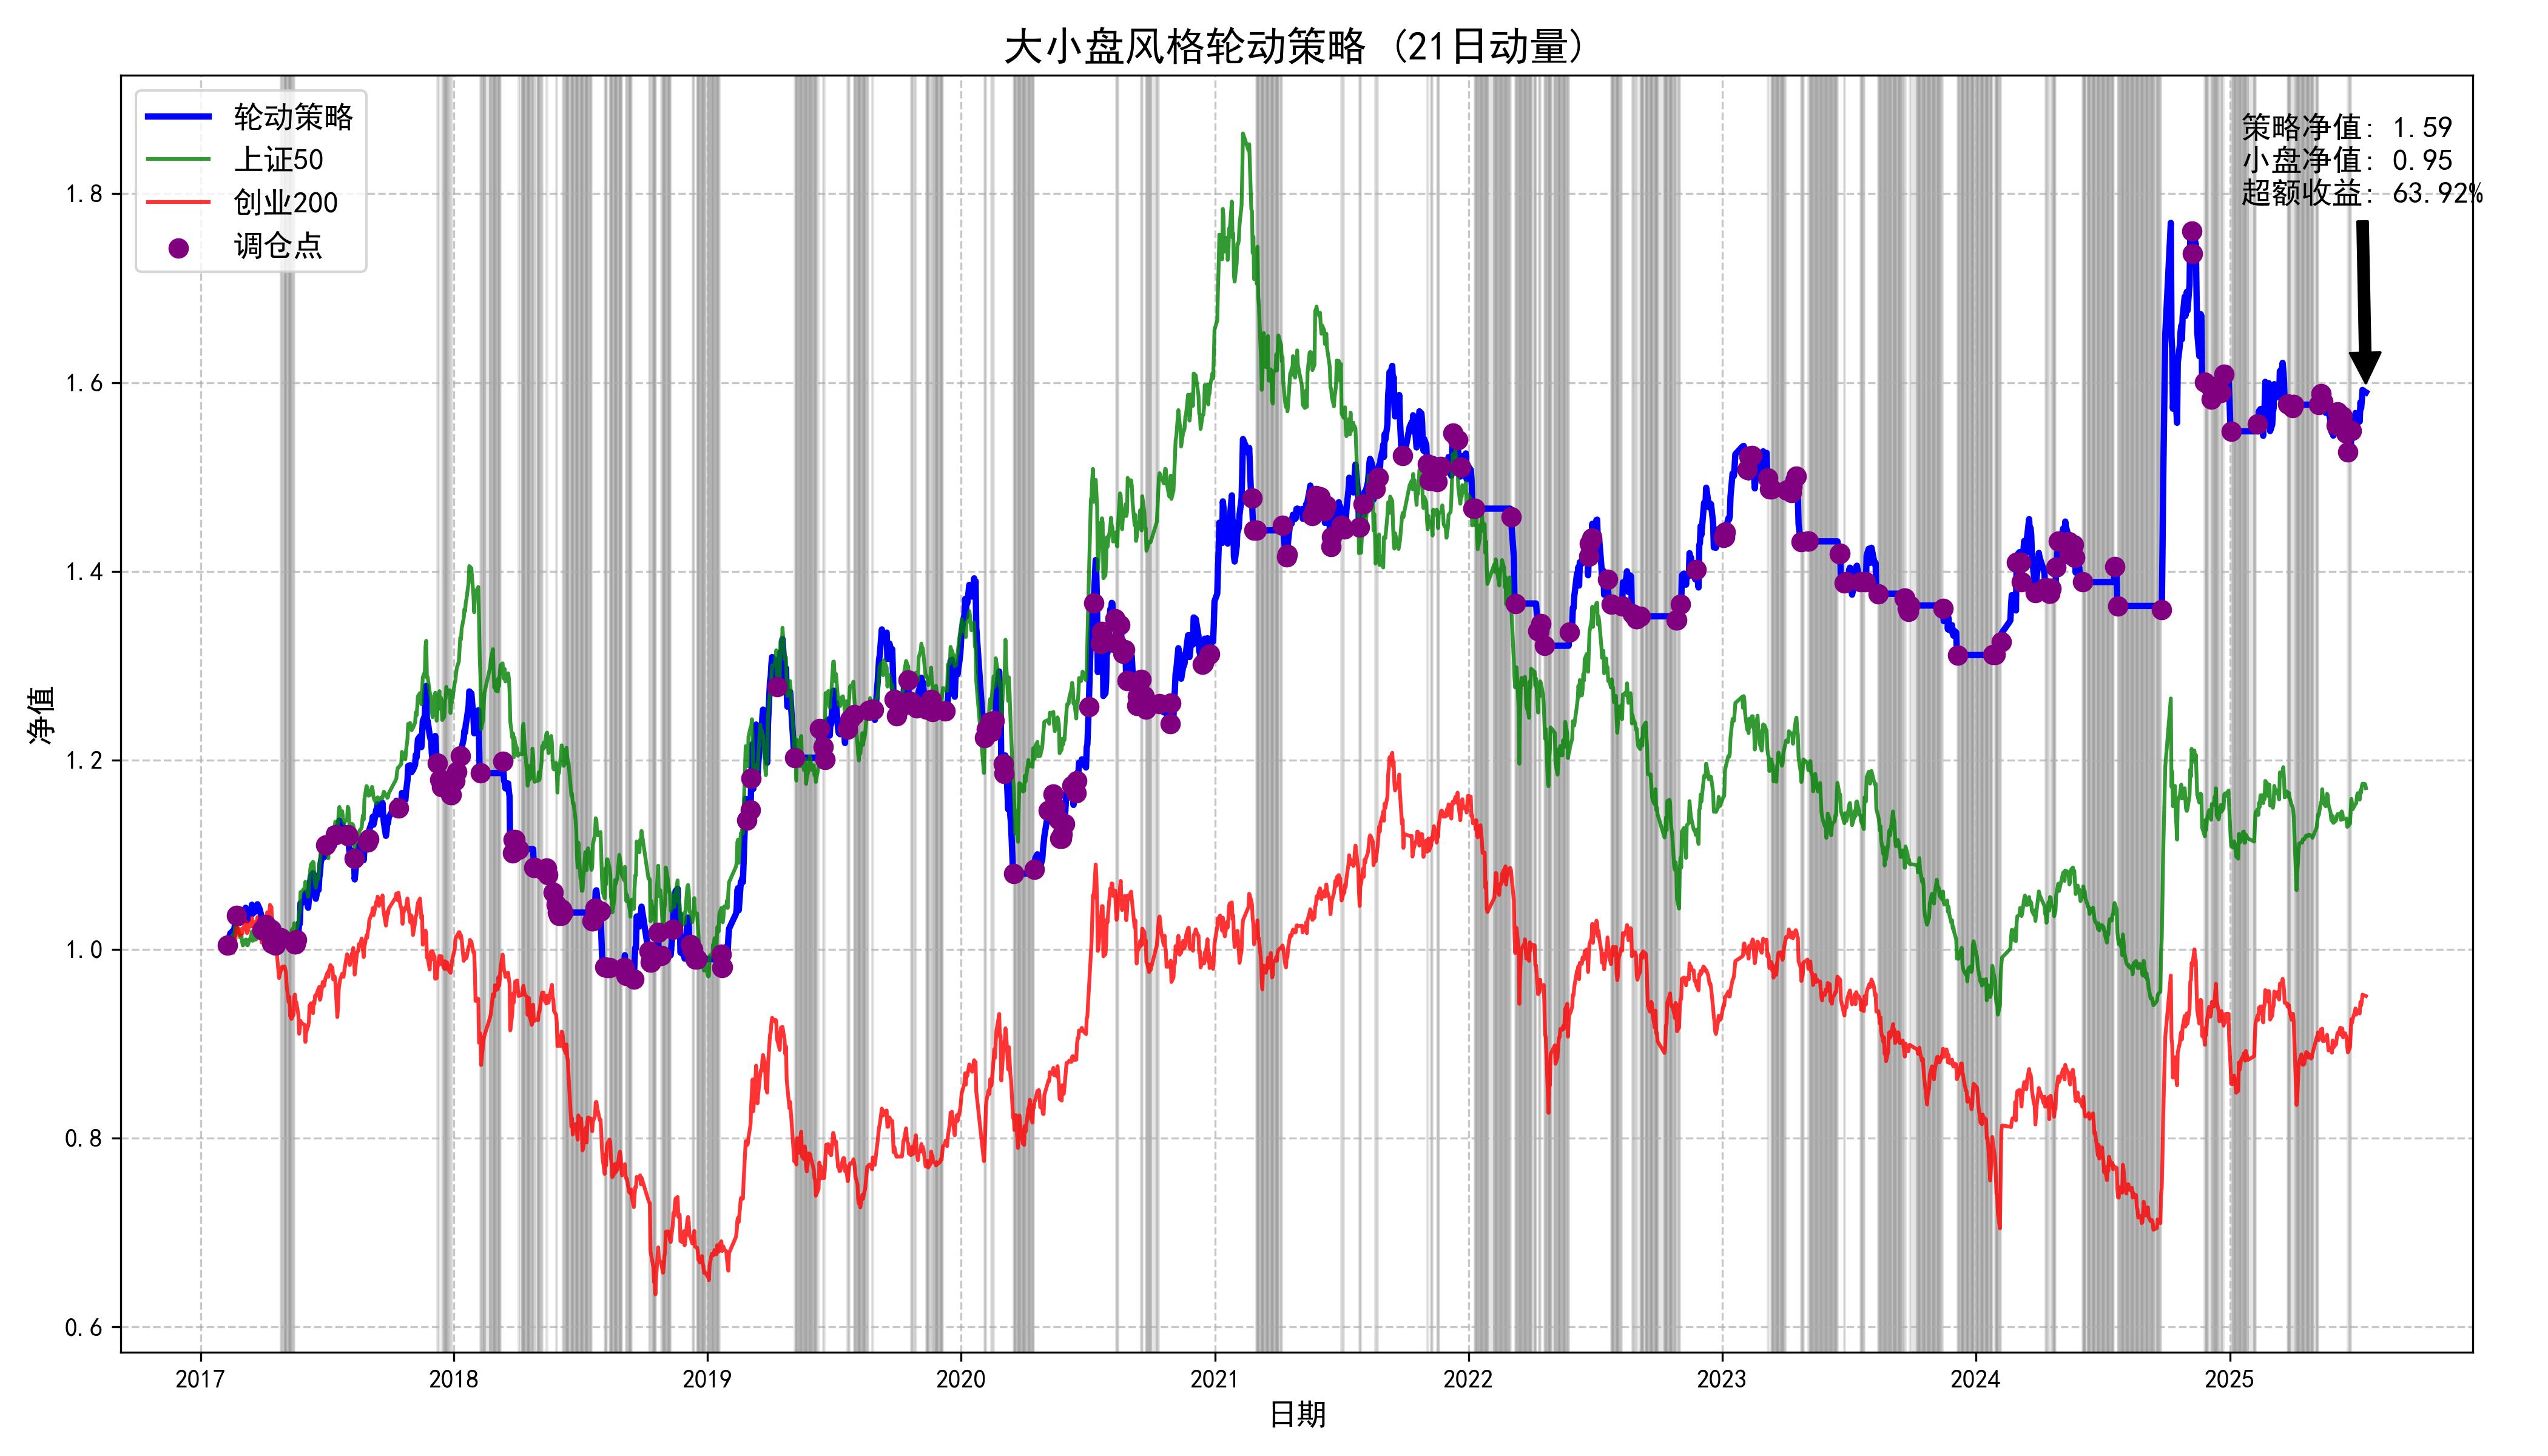 大小盘风格轮动策略 (21日动量)
轮动策略
上证50
创业200
调仓点
策略净值: 1.59
小盘净值: 0.95
超额收益: 63.92%
净值
1.8
1.6
1.4
1.2
1.0
0.8
0.6
2017
2018
2019
2020
2021
2022
2023
2024
2025
日期